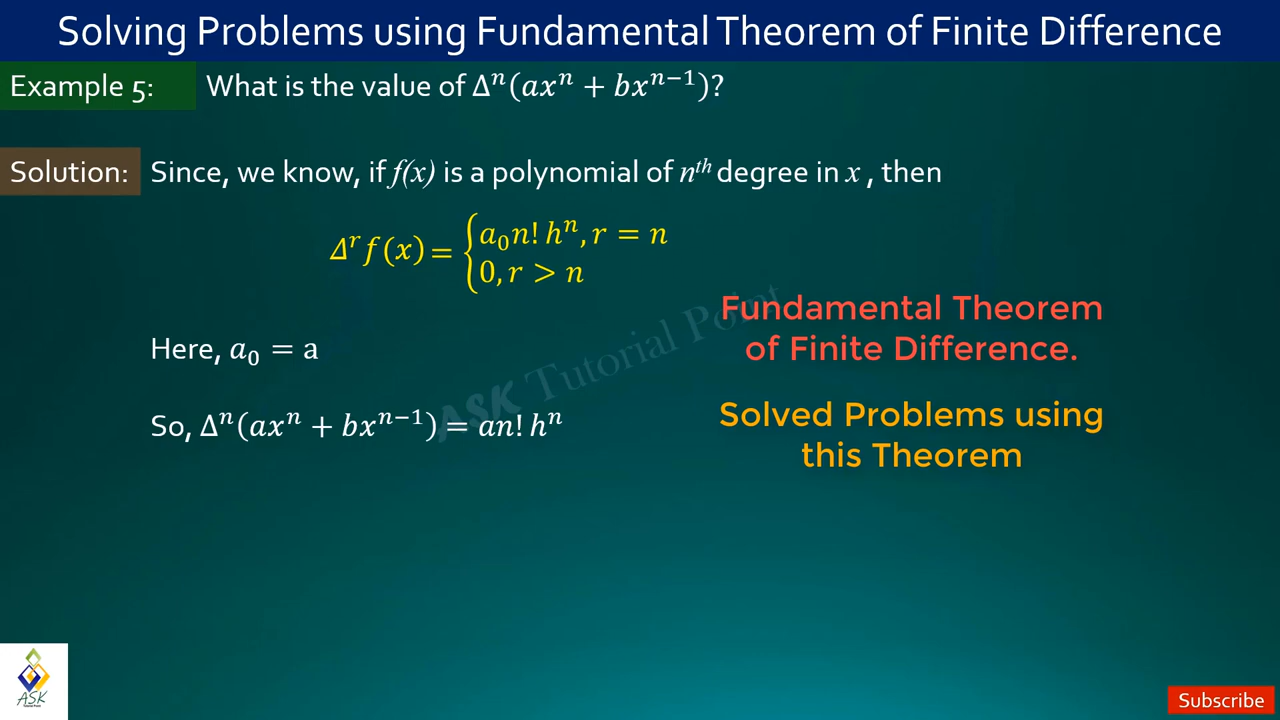 Solving Problems using Fundamental Theorem of Finite Difference
Example 5: What is the value of Δⁿ(axⁿ + bxⁿ⁻¹)?
Solution: Since, we know, if f(x) is a polynomial of nᵗʰ degree in x , then
Δʳf(x) = {a₀n! hⁿ, r = n
0, r > n
Fundamental Theorem
of Finite Difference.
Here, a₀ = a
Solved Problems using
this Theorem
So, Δⁿ(axⁿ + bxⁿ⁻¹) = an! hⁿ
ASK Tutorial Point
ASK
Tutorial Point
Subscribe